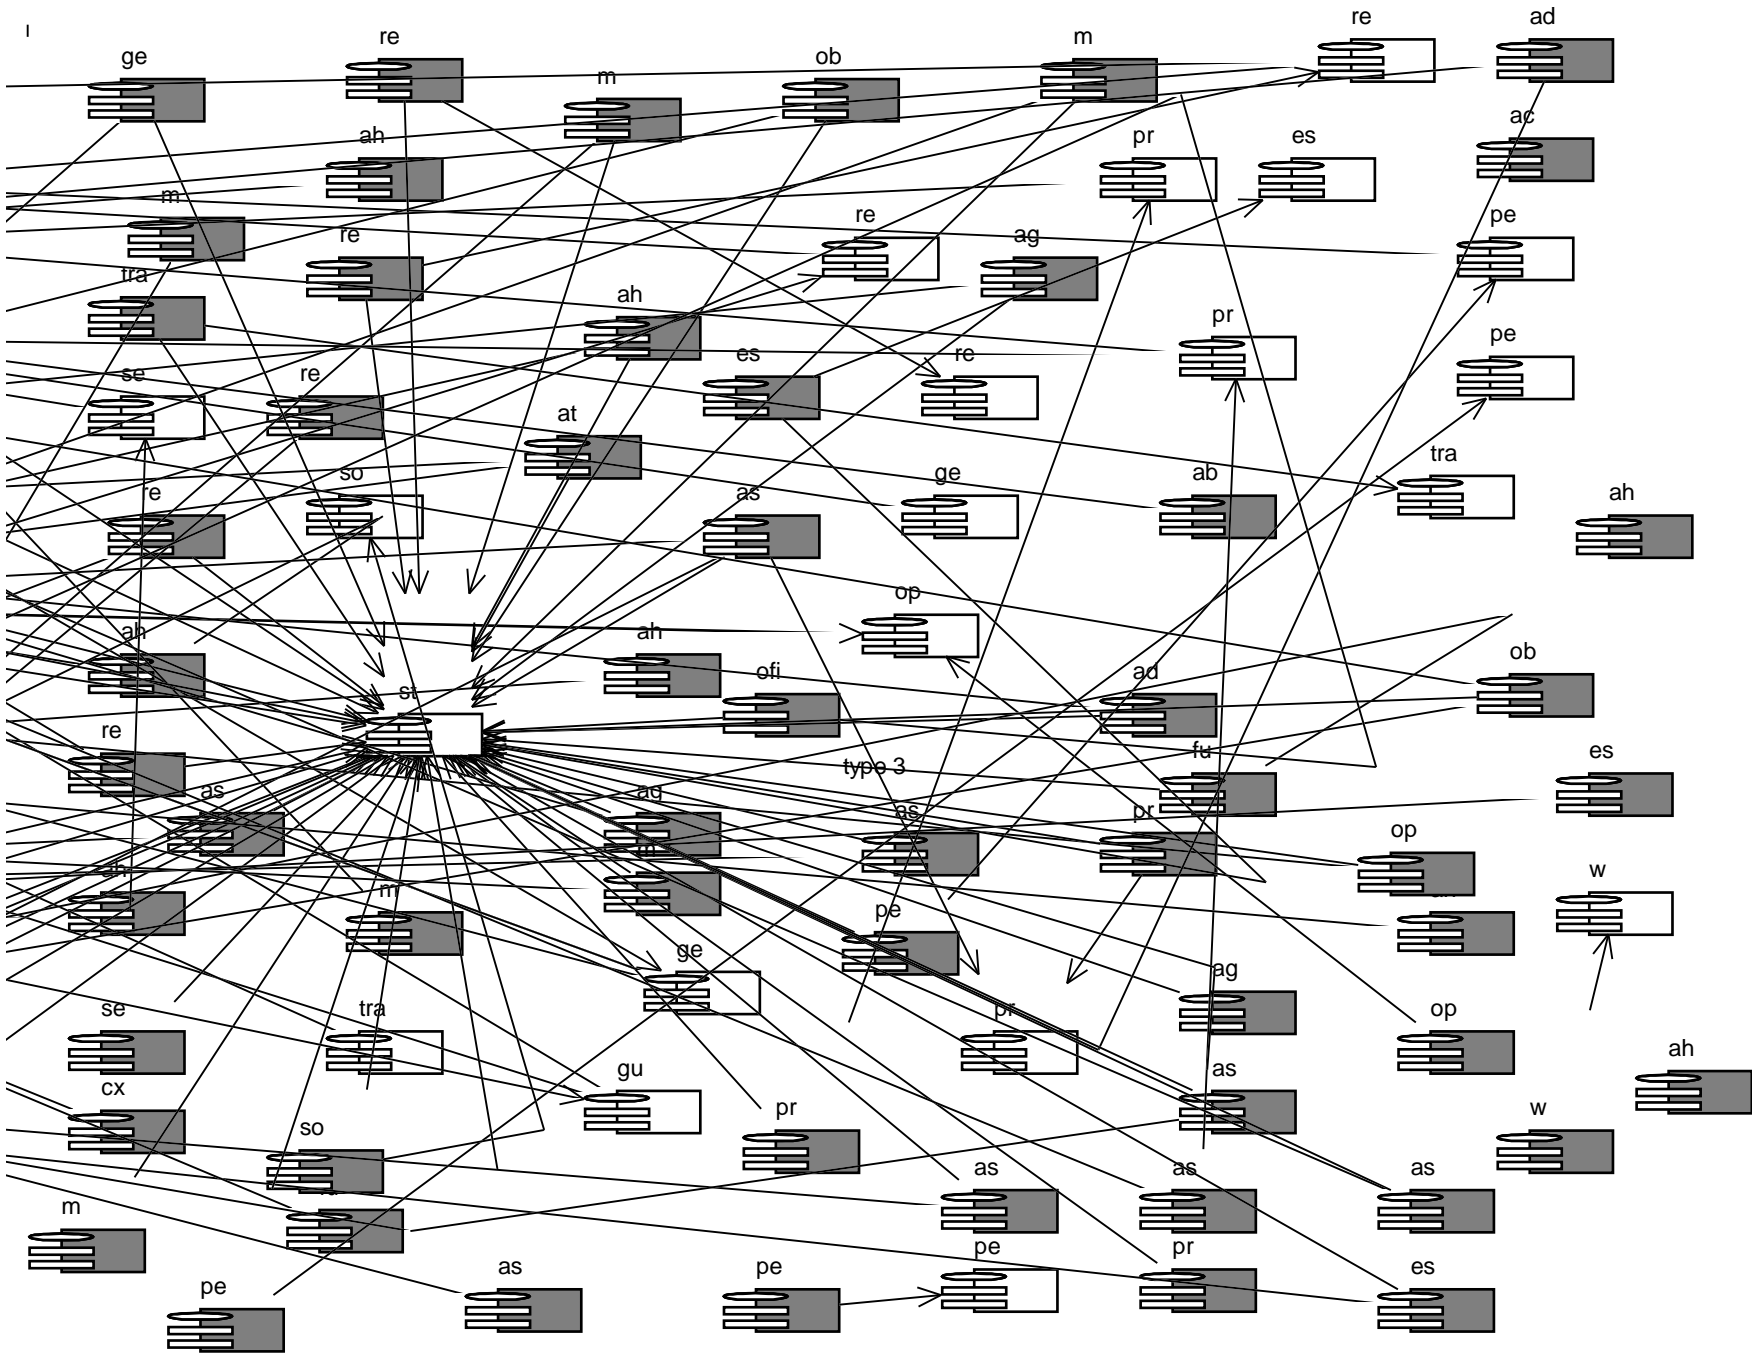 re
ad
re
m
ge
ob
m
ac
ah
pr
es
m
re
pe
re
ag
tra
ah
pr
pe
se
re
es
re
at
tra
so
ge
ab
re
as
ah
op
ah
ah
ob
ofi
ad
st
re
fu
es
type 3
as
as
pr
op
ah
m
w
pe
ge
ag
se
tra
pr
op
gu
as
ah
cx
pr
w
so
as
as
as
m
pe
pr
pe
as
pe
es